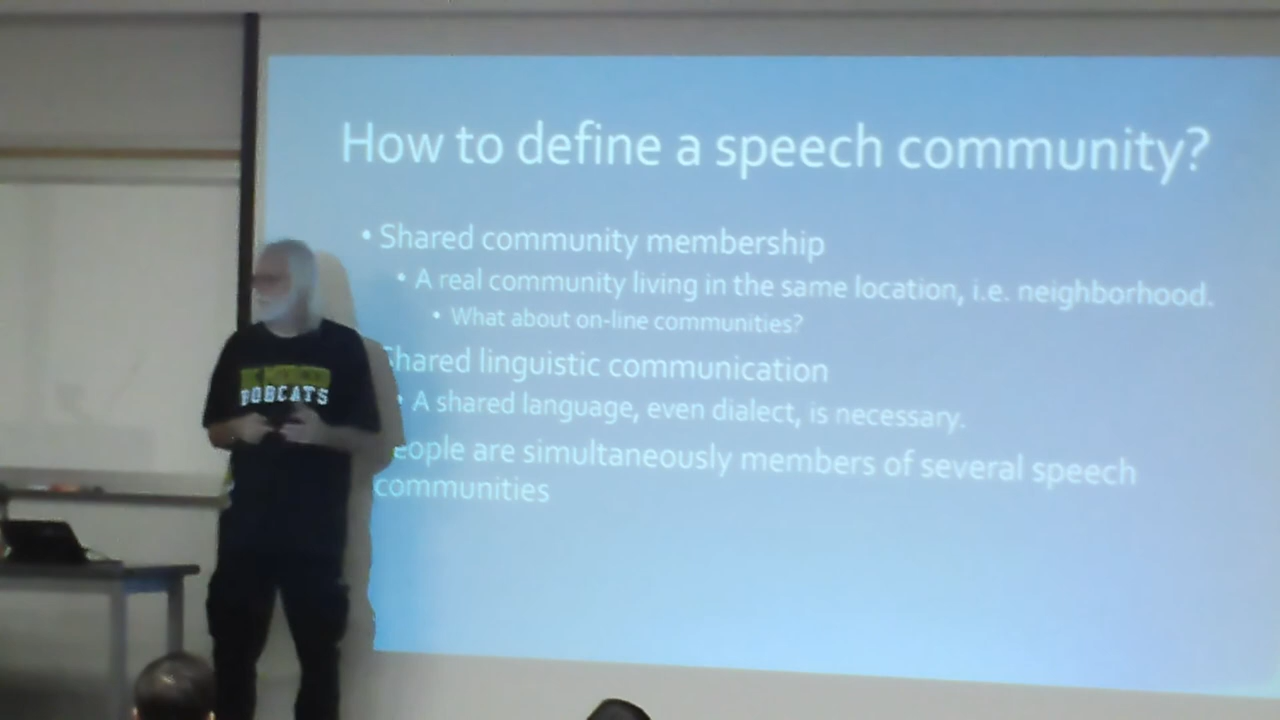 How to define a speech community?
• Shared community membership
• A real community living in the same location, i.e. neighborhood.
• What about on-line communities?
Shared linguistic communication
• A shared language, even dialect, is necessary.
eople are simultaneously members of several speech
communities
BOBCATS